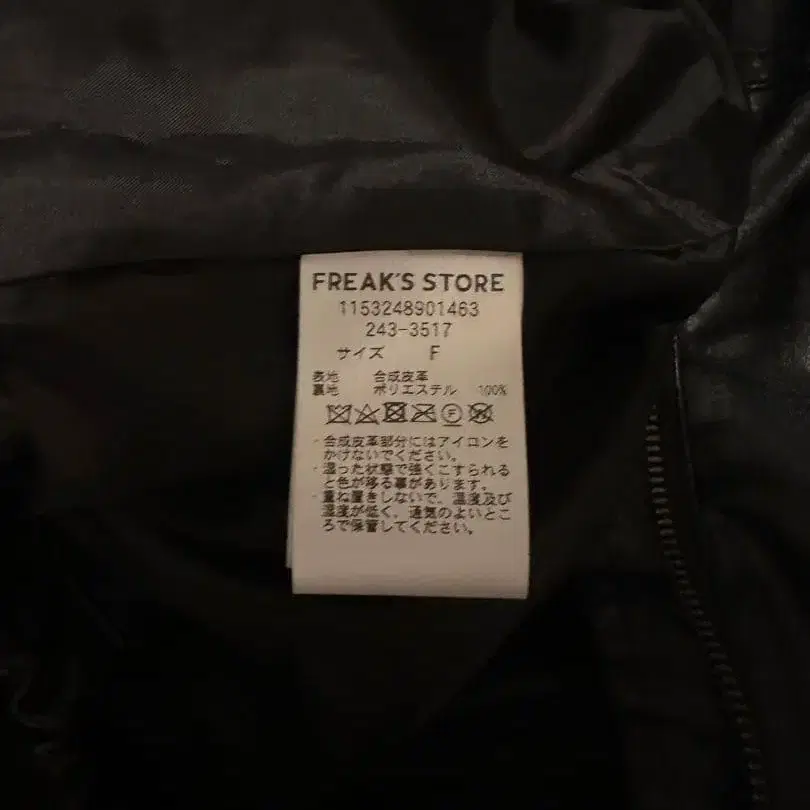 FREAK'S STORE
1153248901463
243-3517
サイズ F
表地 合成皮革
裏地 ポリエステル 100%
F
・合成皮革部分にはアイロンを
かけないでください。
・湿った状態で強くこすられる
と色が移る事があります。
・重ね置きしないで、温度及び
湿度が低く、通気のよいとこ
ろで保管してください。